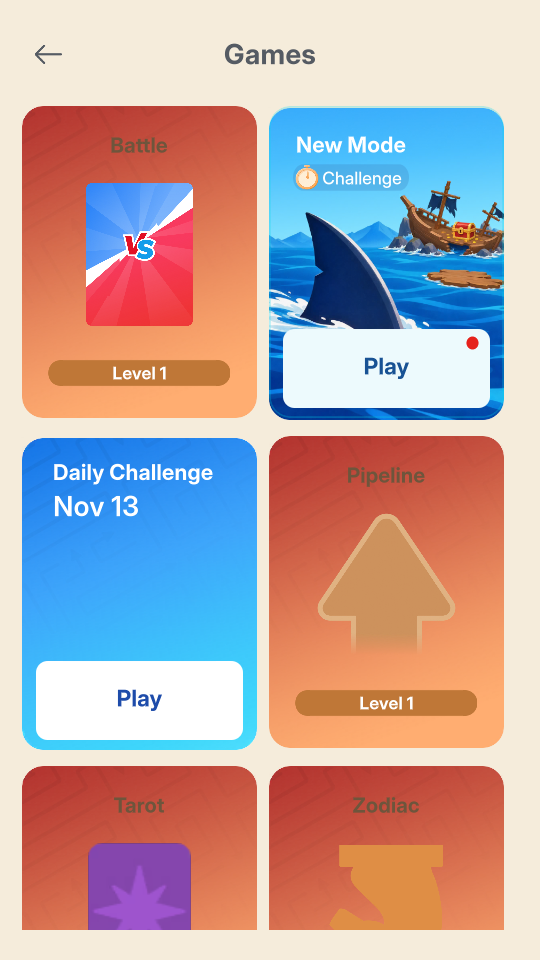 Games
Battle
VS
Level 1
New Mode
Challenge
Play
Daily Challenge
Nov 13
Play
Pipeline
Level 1
Tarot
Zodiac